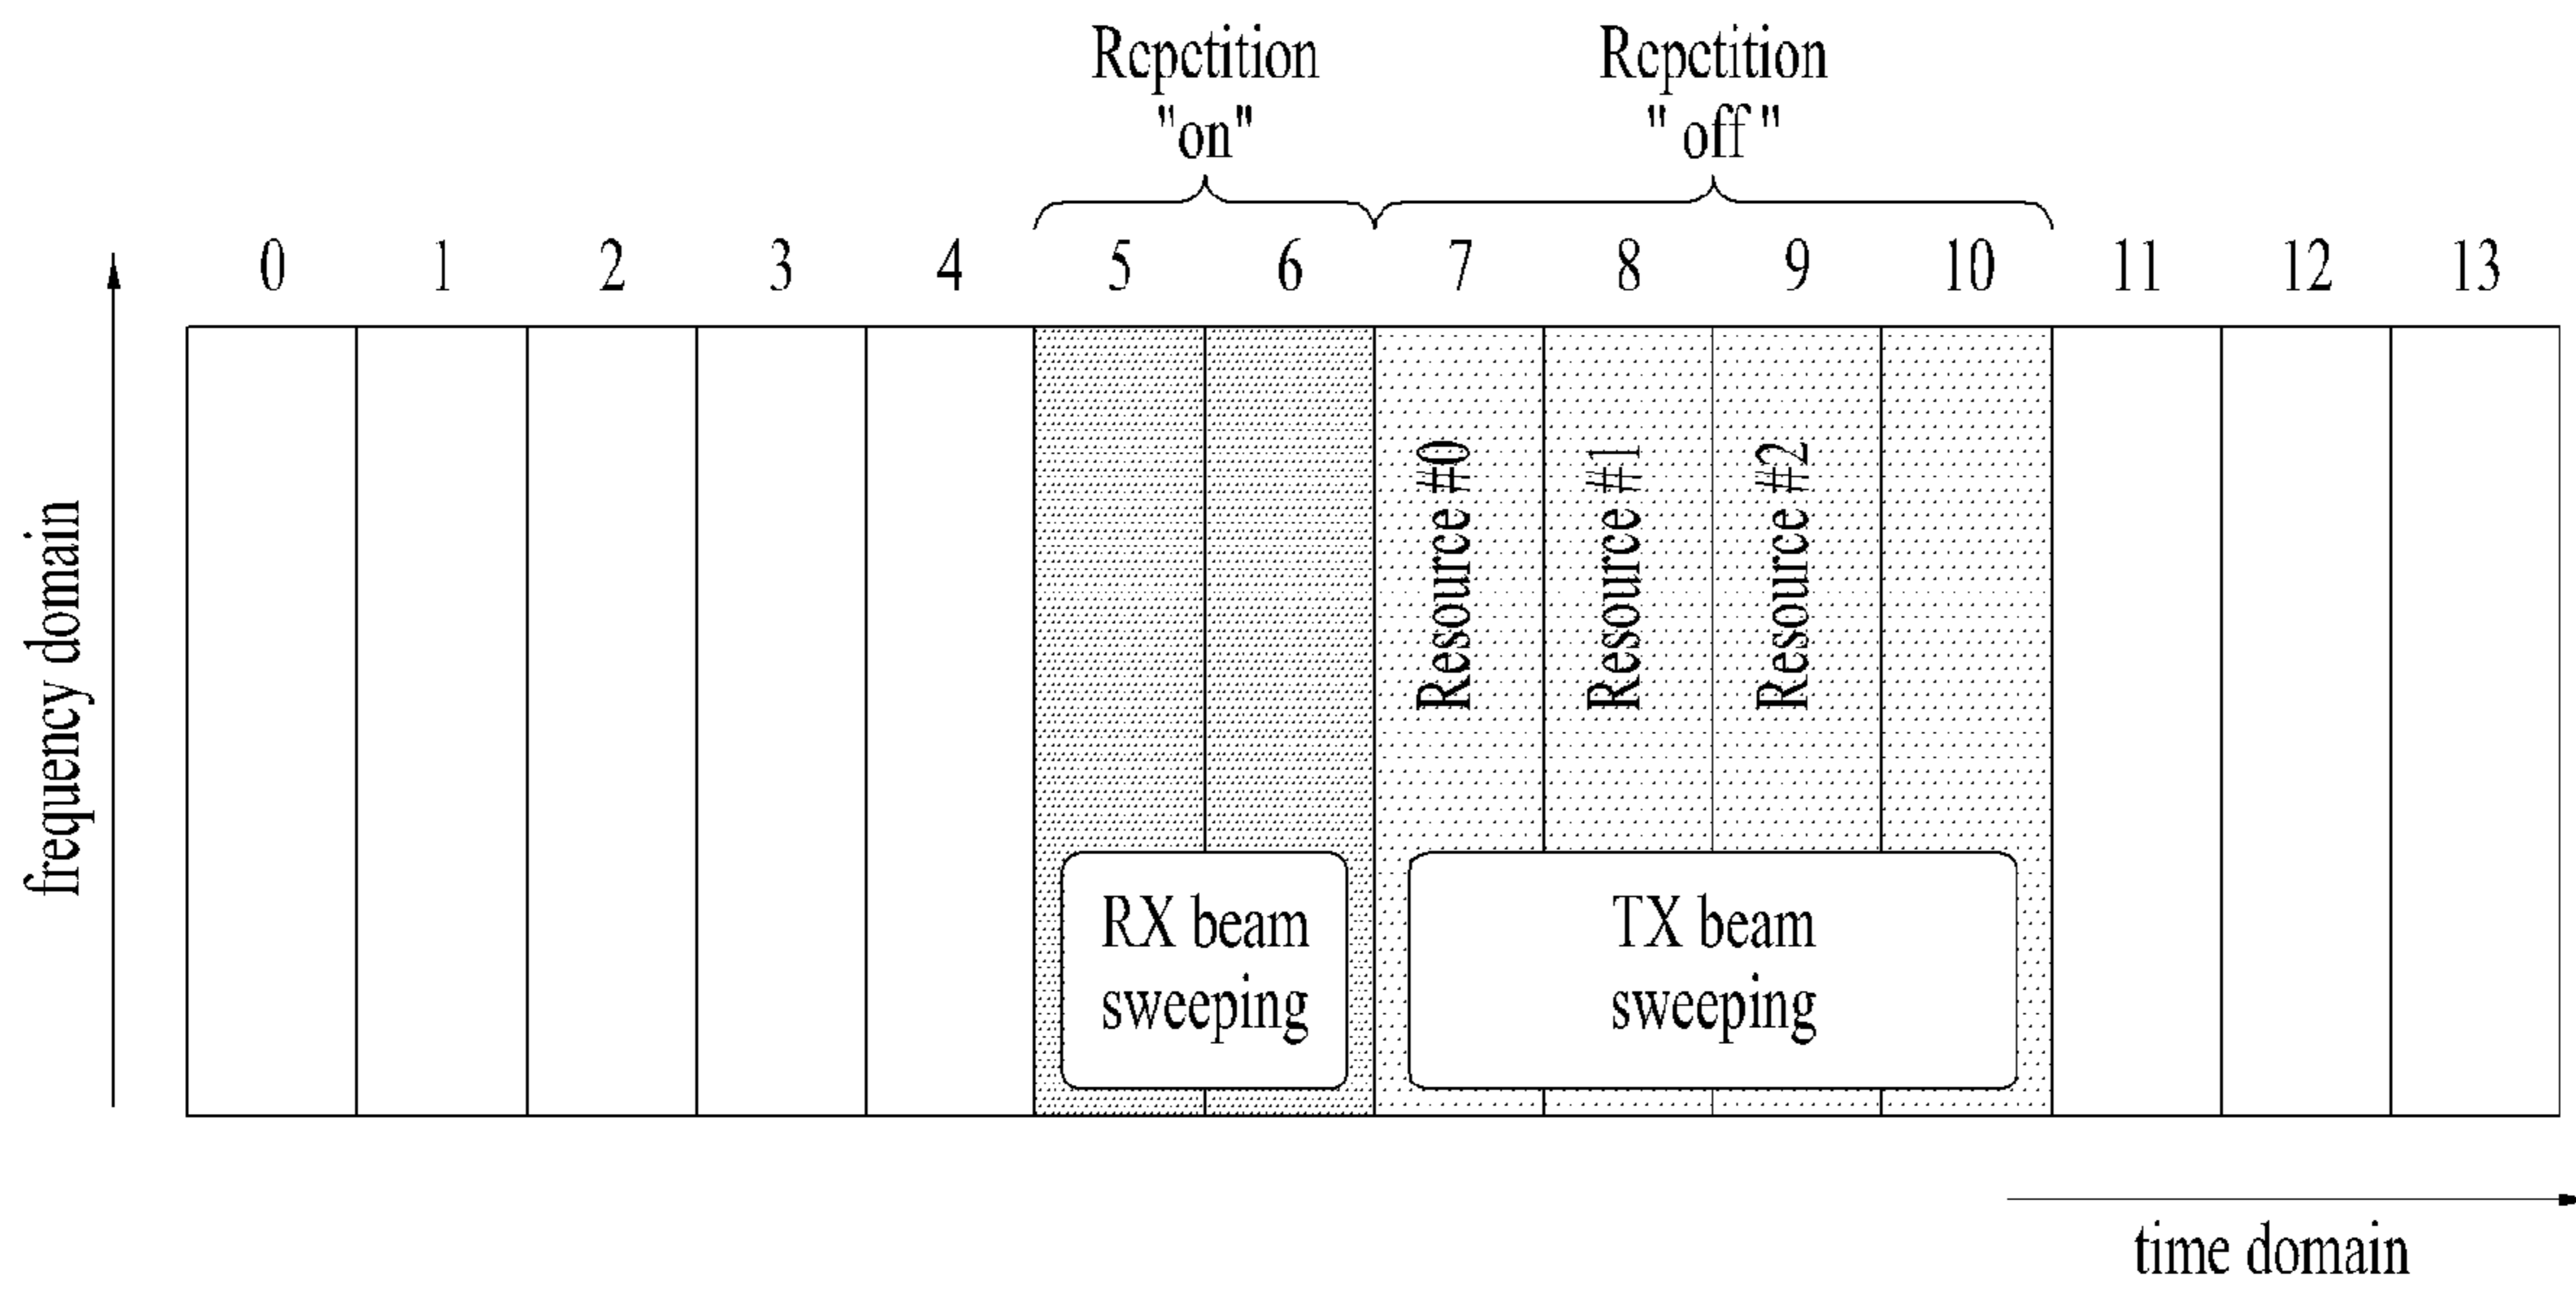 Repetition
"on"
Repetition
" off "
0 1 2 3 4 5 6 7 8 9 10 11 12 13
frequency domain
Resource #0
Resource #1
Resource #2
RX beam
sweeping
TX beam
sweeping
time domain